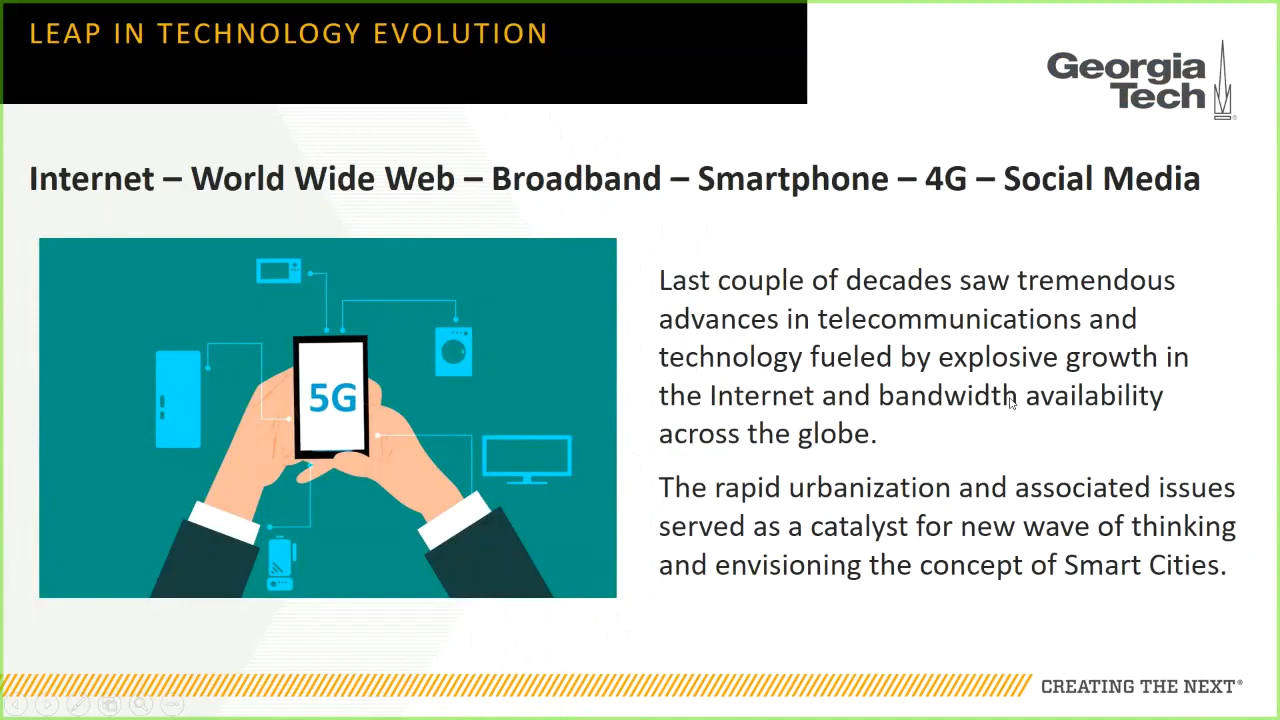 LEAP IN TECHNOLOGY EVOLUTION
Georgia
Tech
Internet – World Wide Web – Broadband – Smartphone – 4G – Social Media
5G
Last couple of decades saw tremendous
advances in telecommunications and
technology fueled by explosive growth in
the Internet and bandwidth availability
across the globe.
The rapid urbanization and associated issues
served as a catalyst for new wave of thinking
and envisioning the concept of Smart Cities.
CREATING THE NEXT®